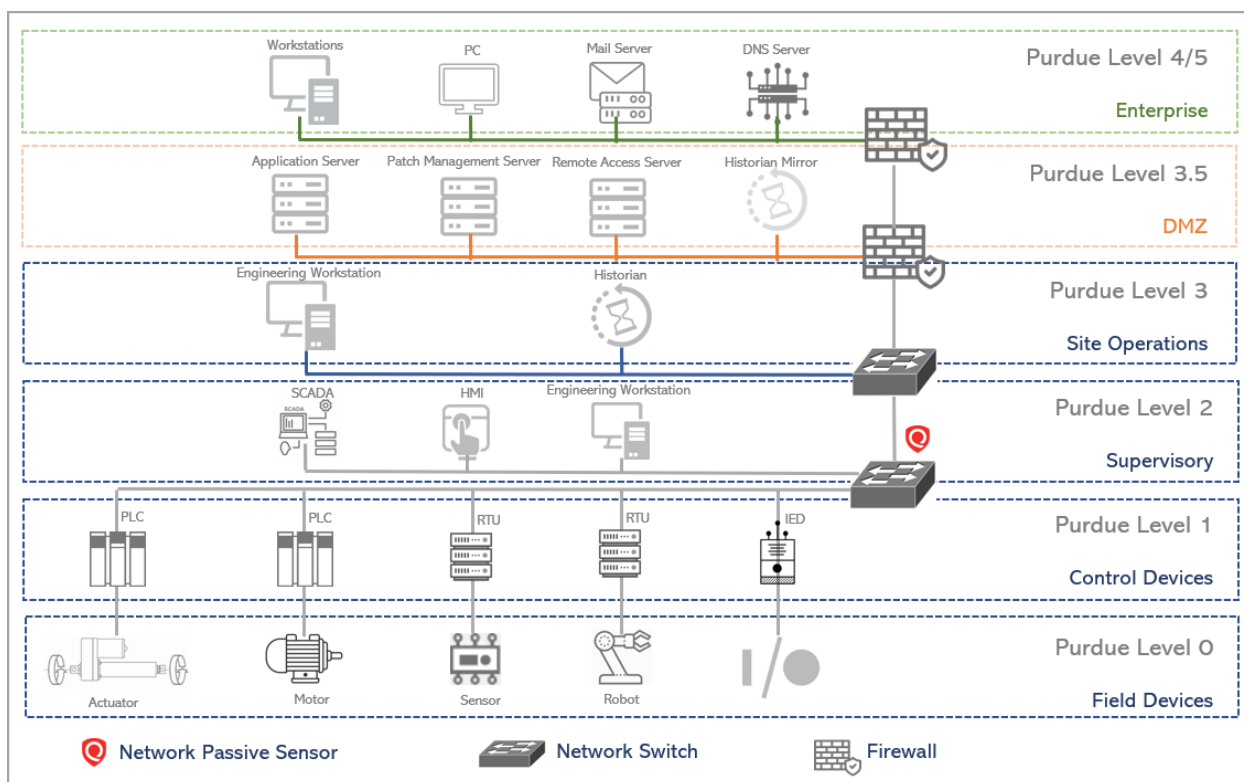 Workstations
PC
Mail Server
DNS Server
Purdue Level 4/5
Enterprise
Application Server
Patch Management Server
Remote Access Server
Historian Mirror
Purdue Level 3.5
DMZ
Engineering Workstation
Historian
Purdue Level 3
Site Operations
SCADA
SCADA
HMI
Engineering Workstation
Purdue Level 2
Supervisory
PLC
PLC
RTU
RTU
IED
Purdue Level 1
Control Devices
Purdue Level 0
Actuator
Motor
Sensor
Robot
Field Devices
Network Passive Sensor
Network Switch
Firewall